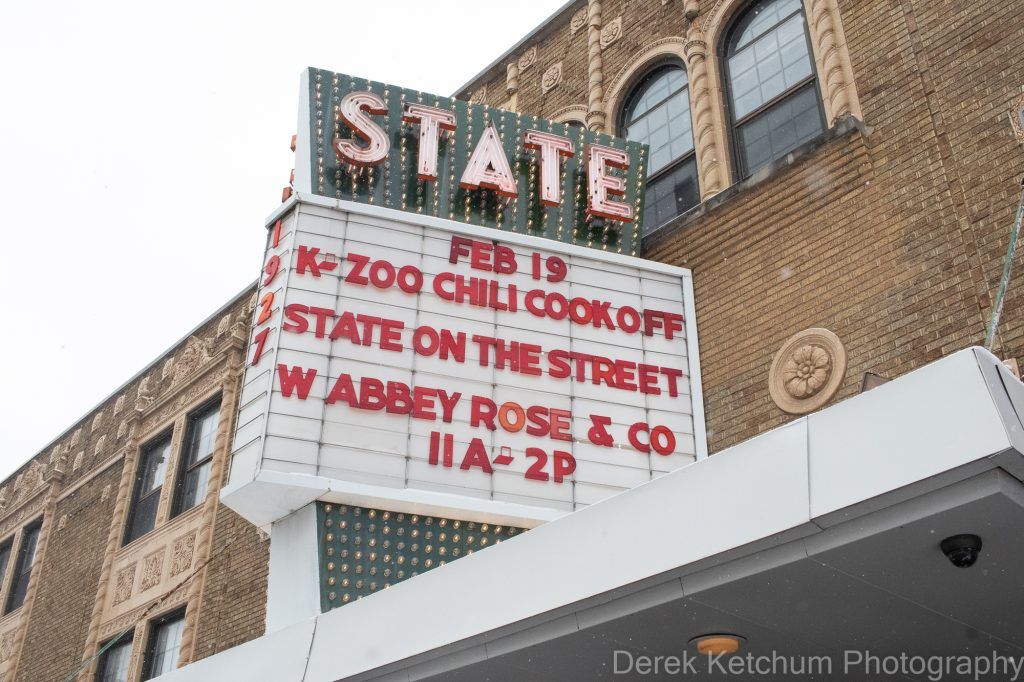 STATE
1927
FEB 19
K-ZOO CHILI COOKOFF
STATE ON THE STREET
W ABBEY ROSE & CO
11A-2P
Derek Ketchum Photography